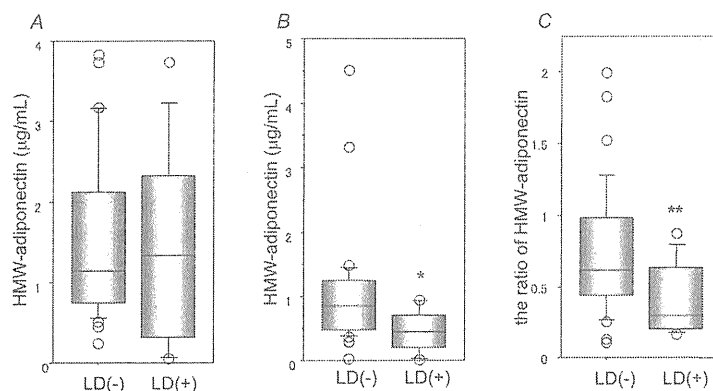 A
HMW-adiponectin (μg/mL)
4
3
2
1
0
LD(-) LD(+)
B
HMW-adiponectin (μg/mL)
5
4
3
2
1
0
*
LD(-) LD(+)
C
the ratio of HMW-adiponectin
2
1.5
1
0.5
0
**
LD(-) LD(+)